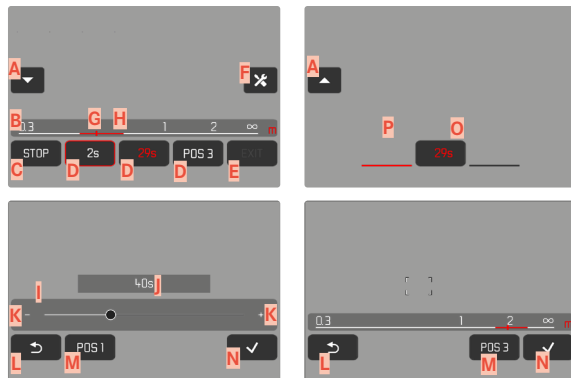 A
F
B G H
0.3 1 2 ∞ m
STOP 2s 29s POS 3 EXIT
C D D D E
A
P O
29s
I 40s J
K - + K
POS 1
L M N
0.3 1 2 ∞ m
POS 3
L M N